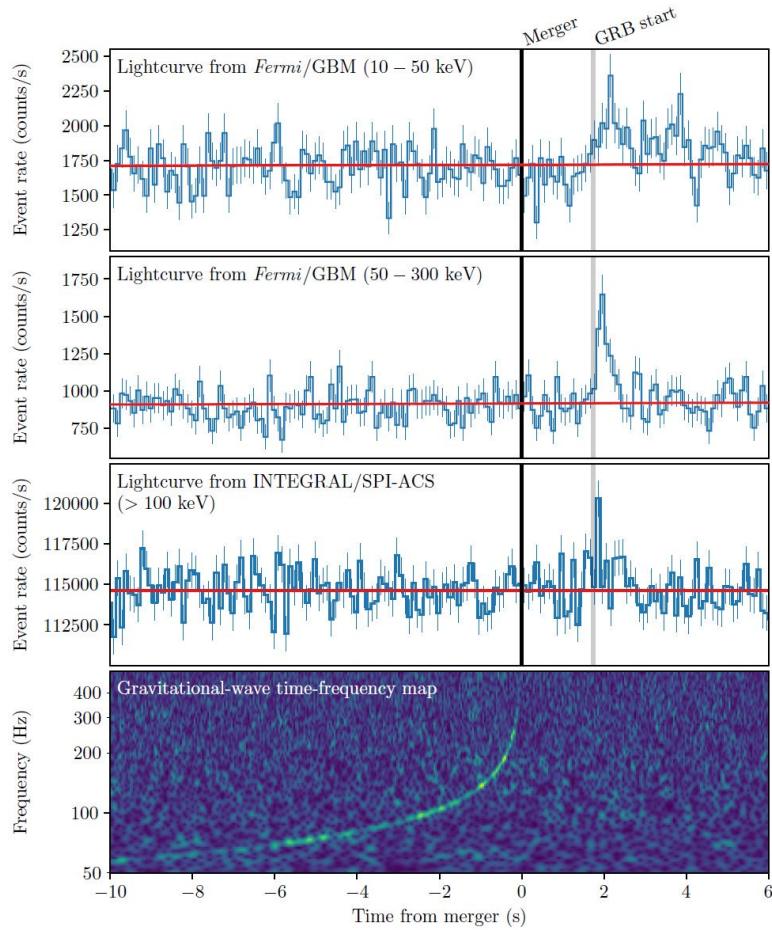 Merger
GRB start
Lightcurve from Fermi/GBM (10 – 50 keV)
Event rate (counts/s)
2500
2250
2000
1750
1500
1250
Lightcurve from Fermi/GBM (50 – 300 keV)
Event rate (counts/s)
1750
1500
1250
1000
750
Lightcurve from INTEGRAL/SPI-ACS
(> 100 keV)
Event rate (counts/s)
120000
117500
115000
112500
Gravitational-wave time-frequency map
Frequency (Hz)
400
300
200
100
50
−10 −8 −6 −4 −2 0 2 4 6
Time from merger (s)